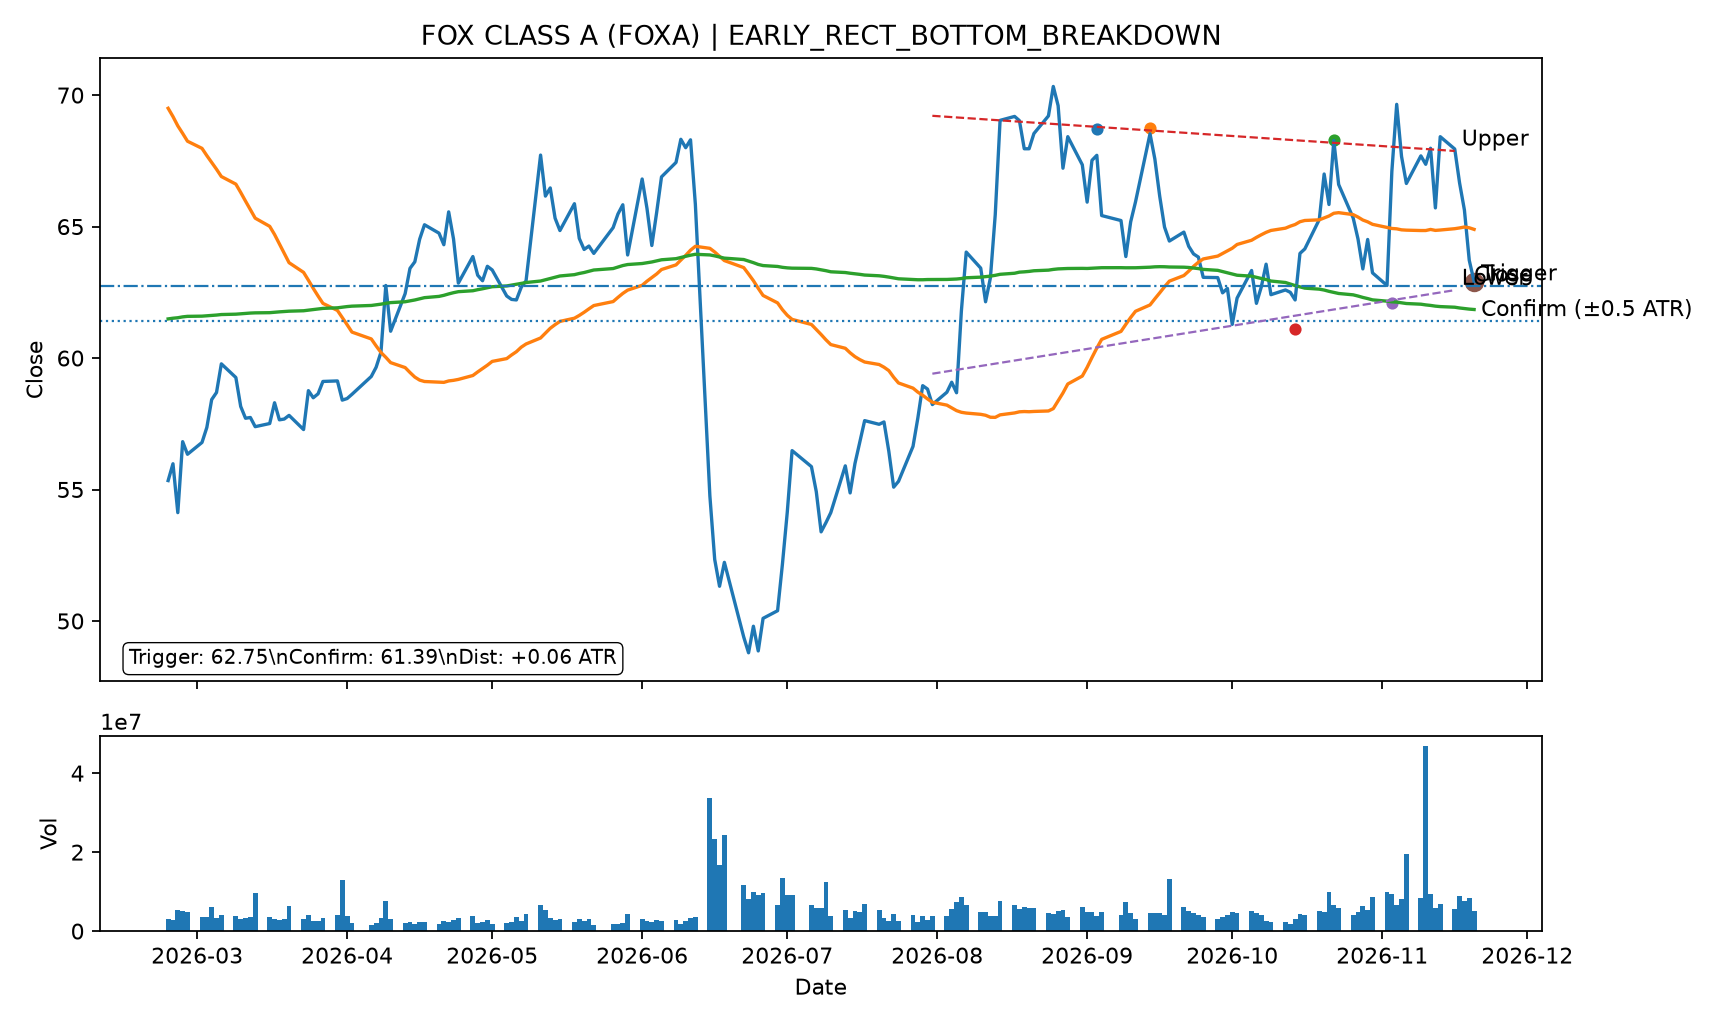 FOX CLASS A (FOXA) | EARLY_RECT_BOTTOM_BREAKDOWN
Close
70
65
60
55
50
Upper
Trigger
Confirm (±0.5 ATR)
Trigger: 62.75\nConfirm: 61.39\nDist: +0.06 ATR
1e7
Vol
4
2
0
2026-03
2026-04
2026-05
2026-06
2026-07
2026-08
2026-09
2026-10
2026-11
2026-12
Date